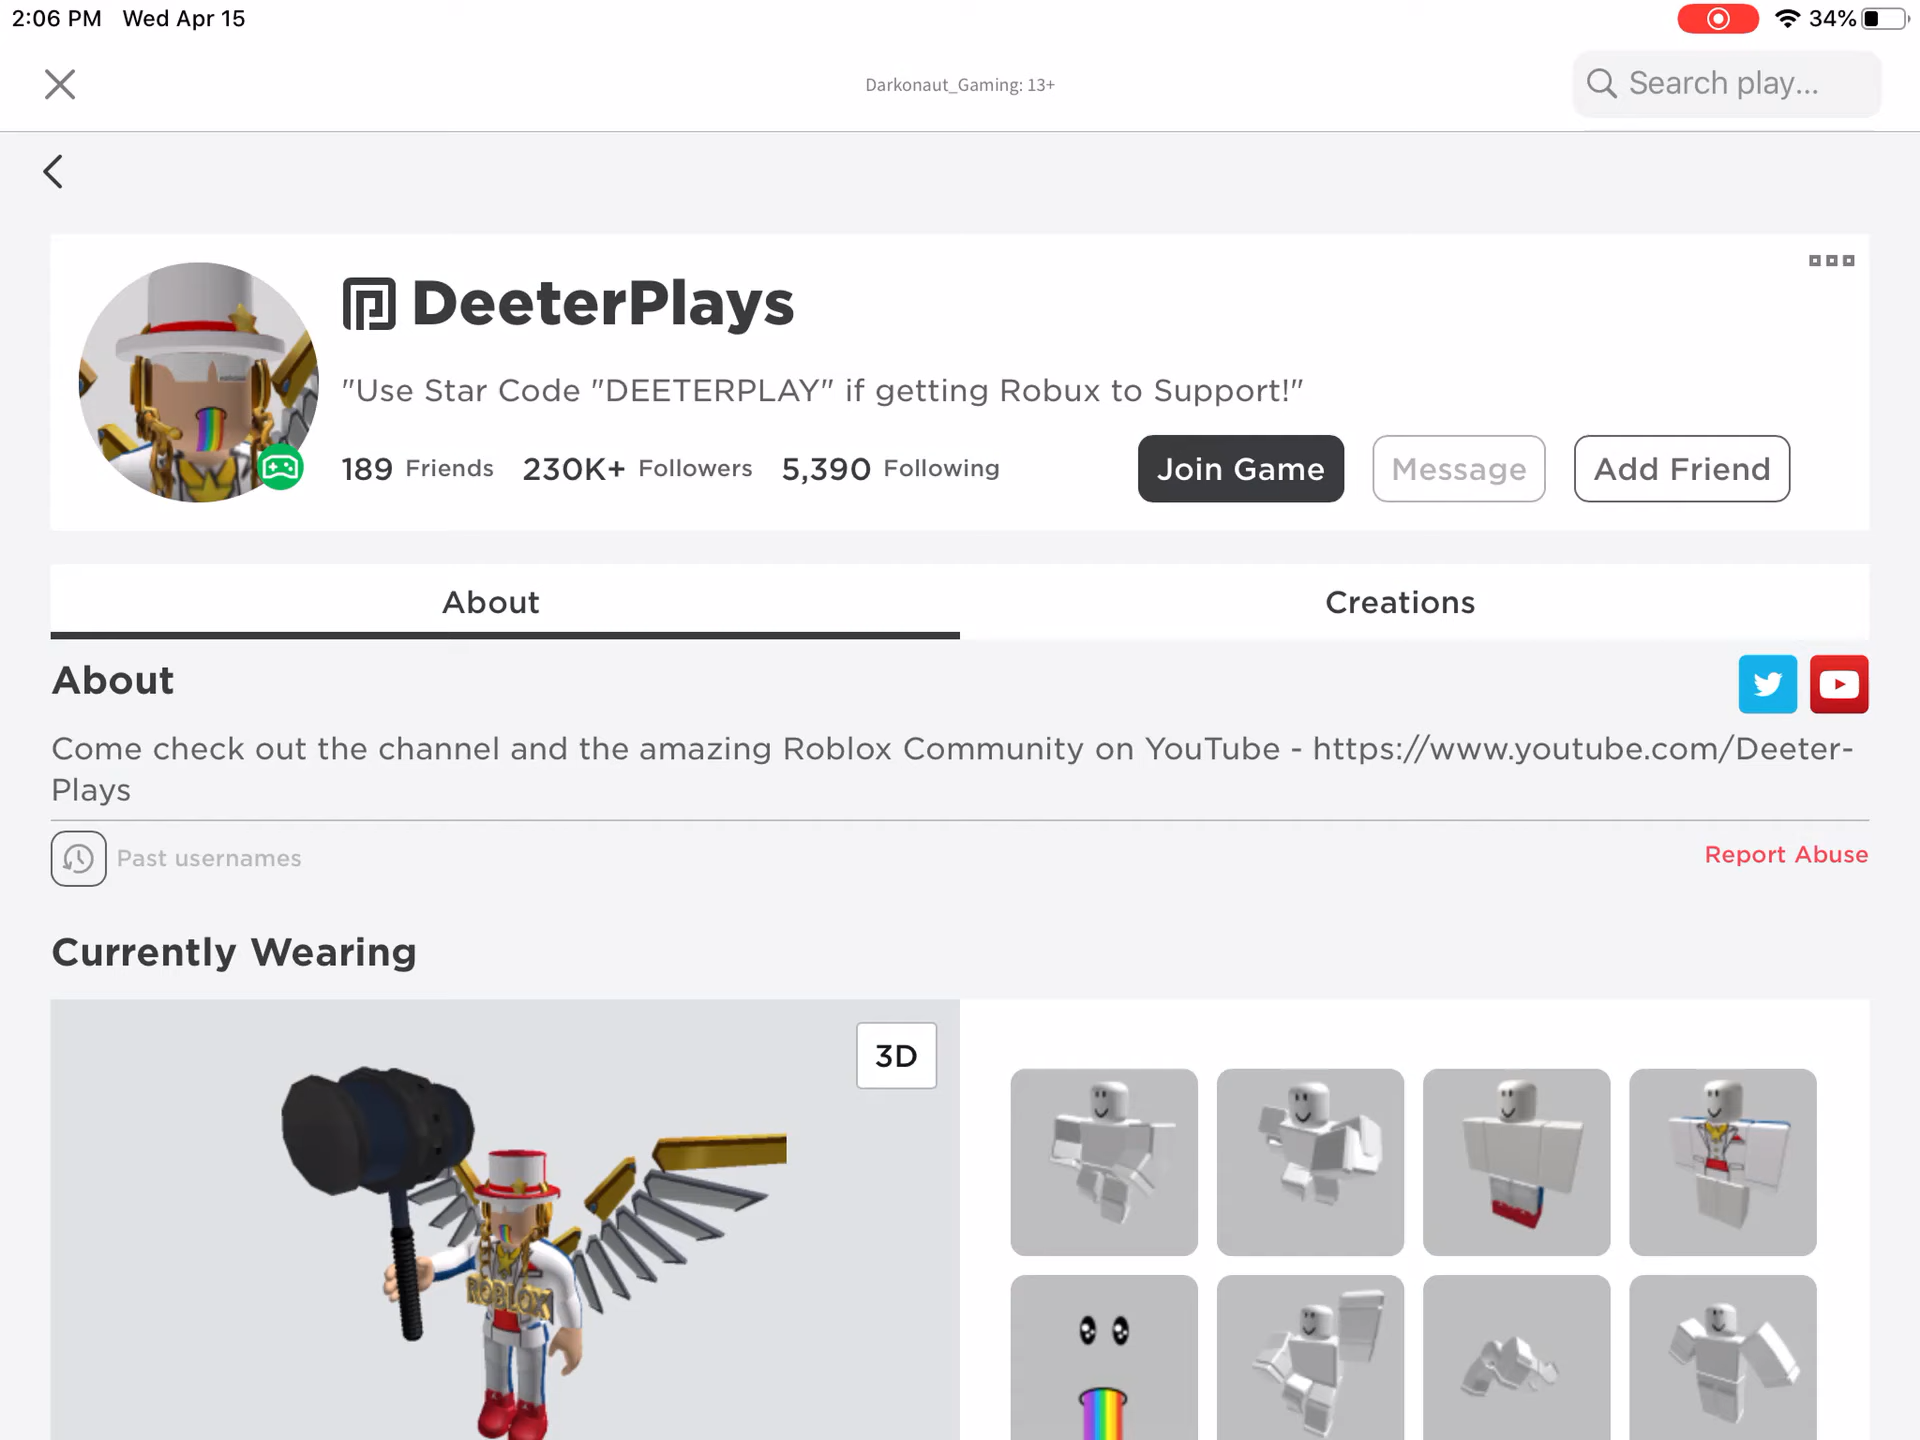 2:06 PM Wed Apr 15 34%
Darkonaut_Gaming: 13+ Search play...
DeeterPlays
"Use Star Code "DEETERPLAY" if getting Robux to Support!"
189 Friends 230K+ Followers 5,390 Following Join Game Message Add Friend
About Creations
About
Come check out the channel and the amazing Roblox Community on YouTube - https://www.youtube.com/Deeter-
Plays
Past usernames Report Abuse
Currently Wearing
3D
ROBLOX